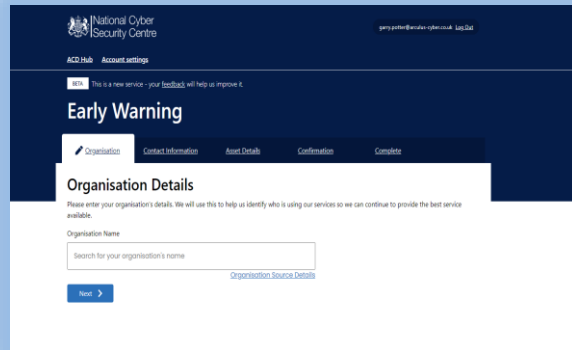 National Cyber
Security Centre
garry.potter@arculus-cyber.co.uk Log Out
ACD Hub Account settings
BETA This is a new service - your feedback will help us improve it.
Early Warning
Organisation Contact Information Asset Details Confirmation Complete
Organisation Details
Please enter your organisation's details. We will use this to help us identify who is using our services so we can continue to provide the best service
available.
Organisation Name
Search for your organisation's name
Organisation Source Details
Next